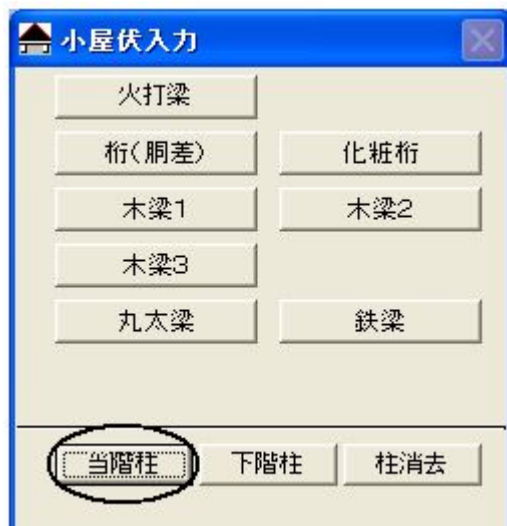 小屋伏入力
火打梁
桁(胴差) 化粧桁
木梁1 木梁2
木梁3
丸太梁 鉄梁
当階柱 下階柱 柱消去